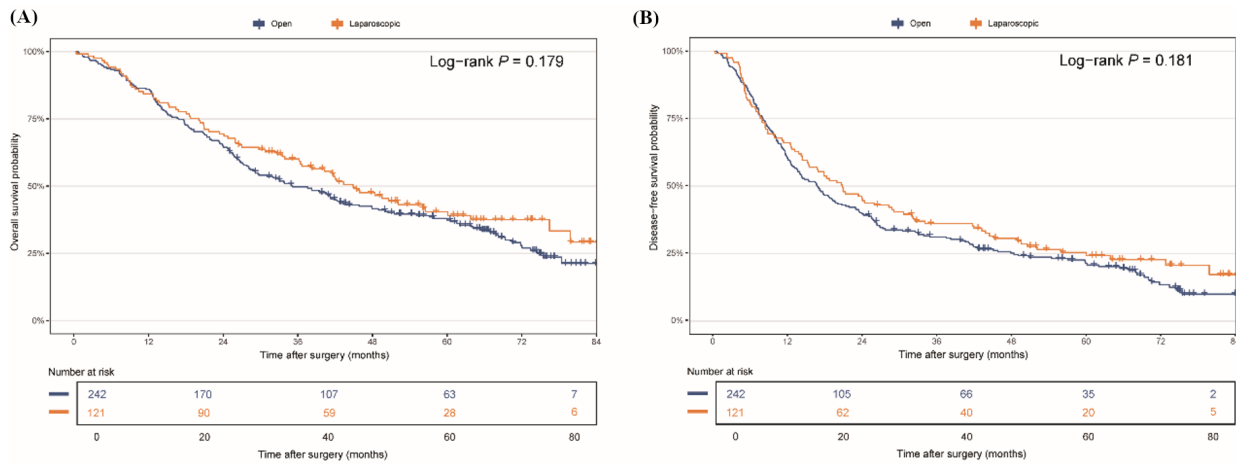 (A)
Open Laparoscopic
Log-rank P = 0.179
Overall survival probability
100%
75%
50%
25%
0%
0 12 24 36 48 60 72 84
Time after surgery (months)
Number at risk
242 170 107 63 7
121 90 59 28 6
0 20 40 60 80
Time after surgery (months)
(B)
Open Laparoscopic
Log-rank P = 0.181
Disease-free survival probability
100%
75%
50%
25%
0%
0 12 24 36 48 60 72 84
Time after surgery (months)
Number at risk
242 105 66 35 2
121 62 40 20 5
0 20 40 60 80
Time after surgery (months)